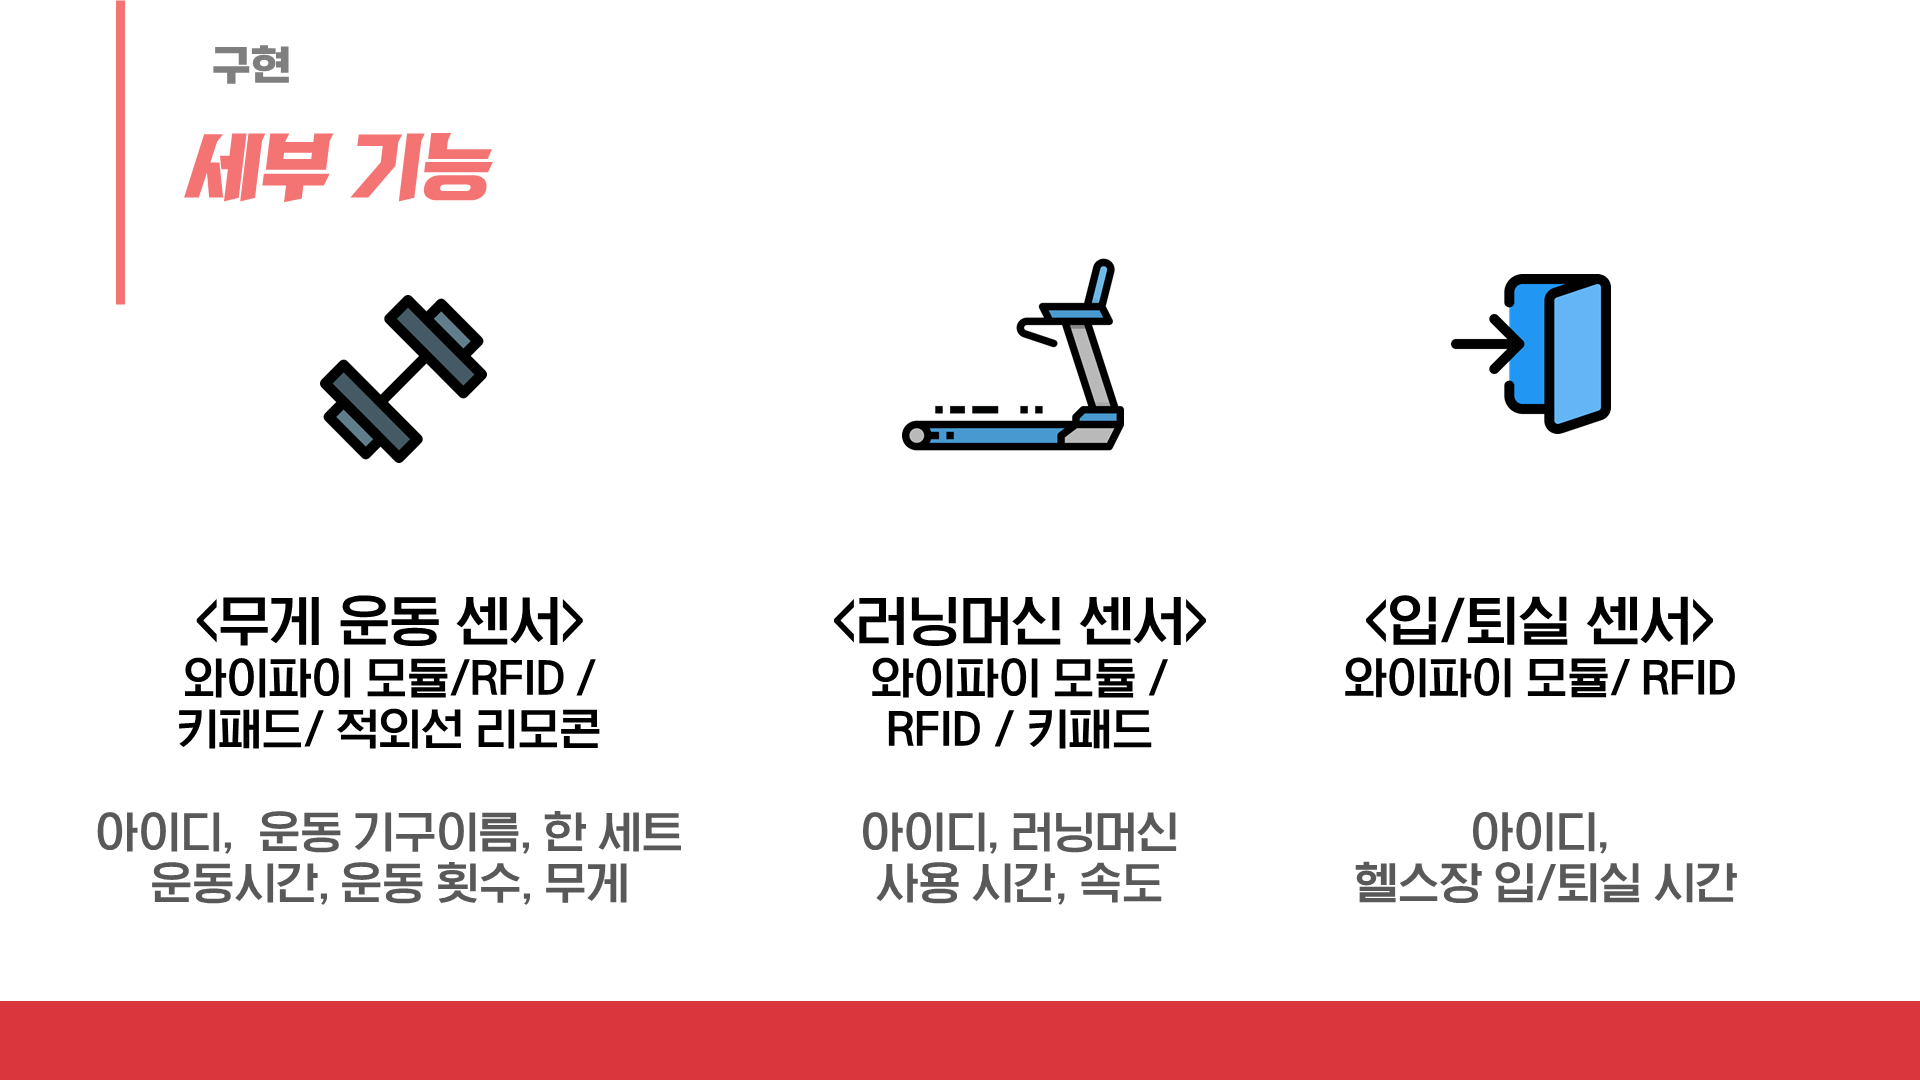 구현
세부 기능
<무게 운동 센서>
와이파이 모듈/RFID /
키패드/ 적외선 리모콘
아이디,  운동 기구이름, 한 세트
운동시간, 운동 횟수, 무게
<러닝머신 센서>
와이파이 모듈 /
RFID / 키패드
아이디, 러닝머신
사용 시간, 속도
<입/퇴실 센서>
와이파이 모듈/ RFID
아이디,
헬스장 입/퇴실 시간